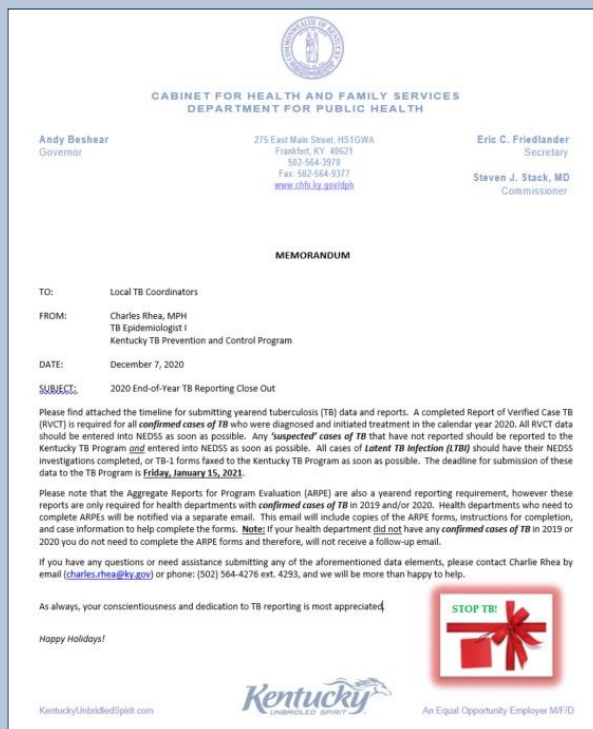 COMMONWEALTH OF KENTUCKY
CABINET FOR HEALTH AND FAMILY SERVICES
DEPARTMENT FOR PUBLIC HEALTH
Andy Beshear
Governor
275 East Main Street, HS1GWA
Frankfort, KY 40621
502-564-3970
Fax: 502-564-9377
www.chfs.ky.gov/dph
Eric C. Friedlander
Secretary
Steven J. Stack, MD
Commissioner
MEMORANDUM
TO: Local TB Coordinators
FROM: Charles Rhea, MPH
TB Epidemiologist I
Kentucky TB Prevention and Control Program
DATE: December 7, 2020
SUBJECT: 2020 End-of-Year TB Reporting Close Out
Please find attached the timeline for submitting yearend tuberculosis (TB) data and reports. A completed Report of Verified Case TB
(RVCT) is required for all confirmed cases of TB who were diagnosed and initiated treatment in the calendar year 2020. All RVCT data
should be entered into NEDSS as soon as possible. Any 'suspected' cases of TB that have not reported should be reported to the
Kentucky TB Program and entered into NEDSS as soon as possible. All cases of Latent TB Infection (LTBI) should have their NEDSS
investigations completed, or TB-1 forms faxed to the Kentucky TB Program as soon as possible. The deadline for submission of these
data to the TB Program is Friday, January 15, 2021.
Please note that the Aggregate Reports for Program Evaluation (ARPE) are also a yearend reporting requirement, however these
reports are only required for health departments with confirmed cases of TB in 2019 and/or 2020. Health departments who need to
complete ARPEs will be notified via a separate email. This email will include copies of the ARPE forms, instructions for completion,
and case information to help complete the forms. Note: If your health department did not have any confirmed cases of TB in 2019 or
2020 you do not need to complete the ARPE forms and therefore, will not receive a follow-up email.
If you have any questions or need assistance submitting any of the aforementioned data elements, please contact Charlie Rhea by
email (charles.rhea@ky.gov) or phone: (502) 564-4276 ext. 4293, and we will be more than happy to help.
As always, your conscientiousness and dedication to TB reporting is most appreciated.
Happy Holidays!
STOP TB!
KentuckyUnbridledSpirit.com
Kentucky
UNBRIDLED SPIRIT
An Equal Opportunity Employer M/F/D